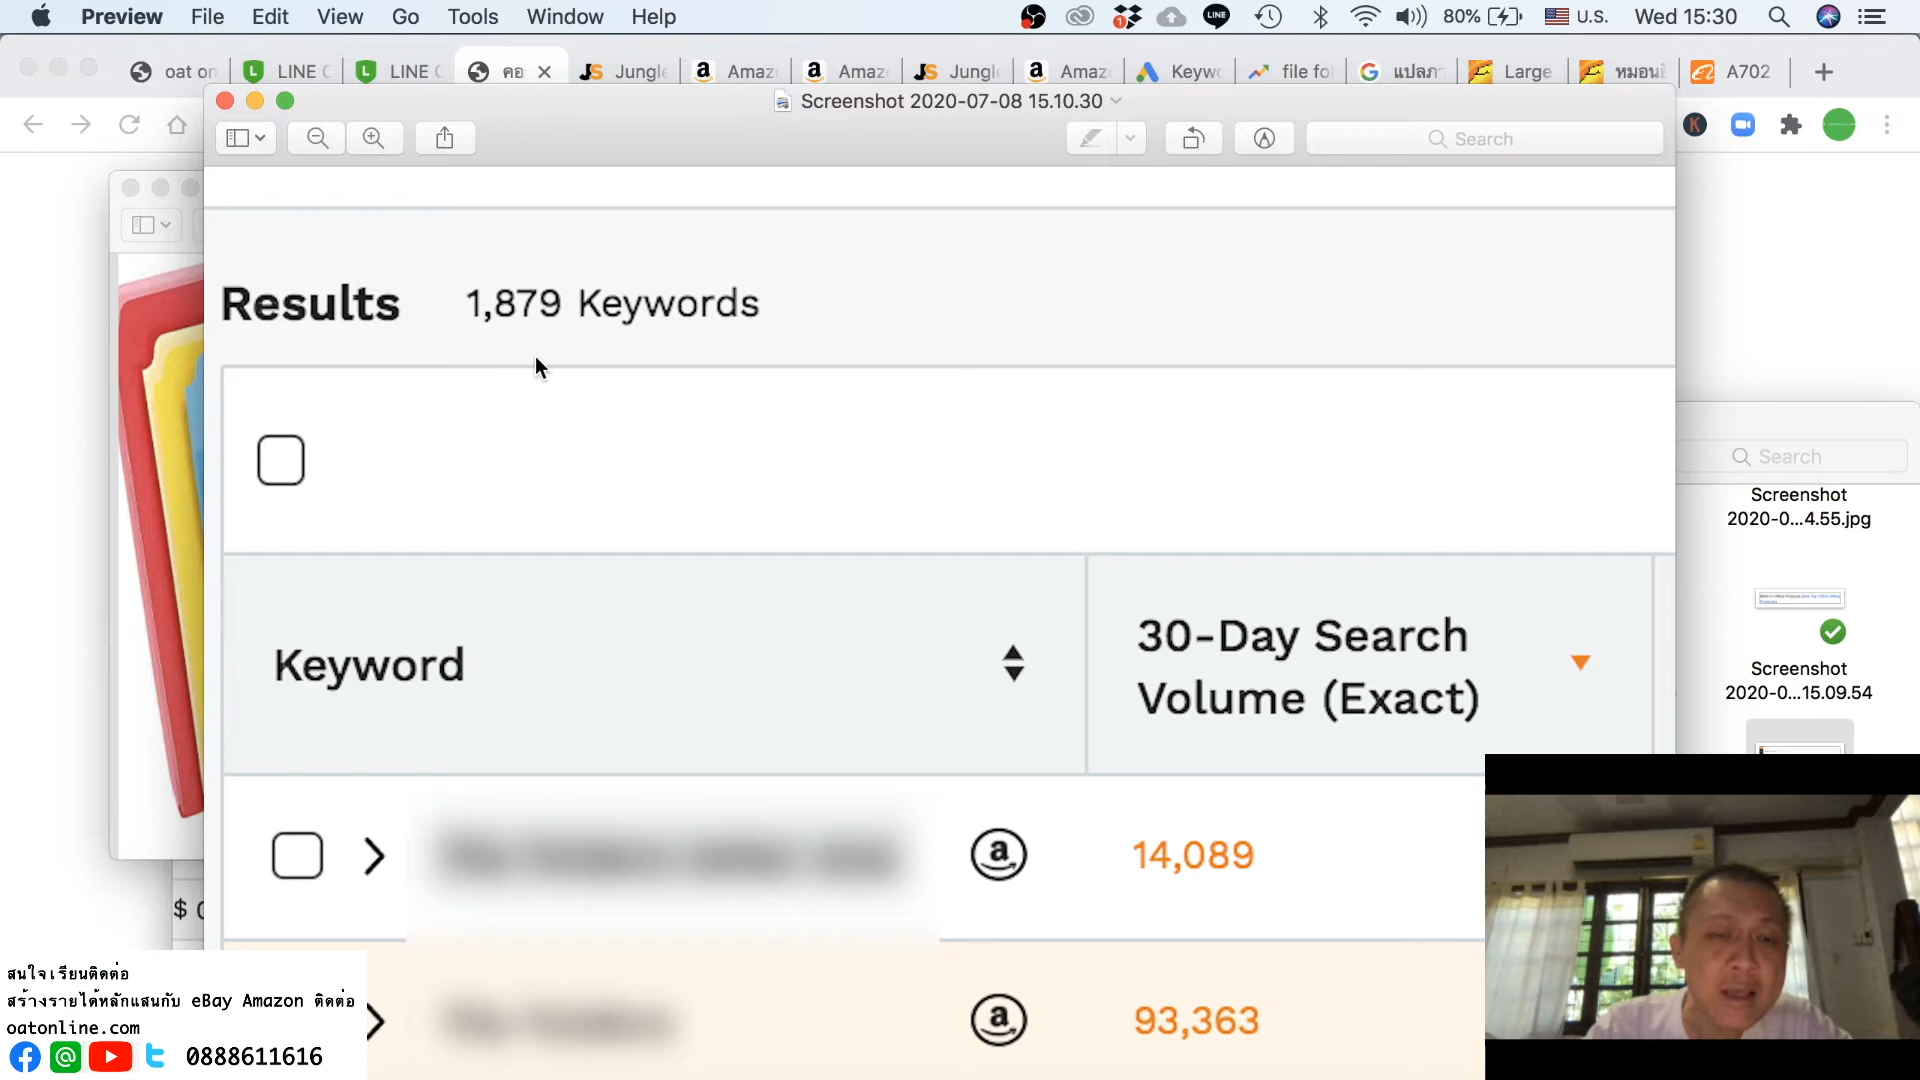 Preview File Edit View Go Tools Window Help LINE 80% U.S. Wed 15:30
oat on LINE C LINE C คอ Jungle Amaz Amaz Jungl Amaz Keywo file fol แปลภ Large หมอนอิ A702
Screenshot 2020-07-08 15.10.30
Search
Results 1,879 Keywords
Search
Screenshot
2020-0...4.55.jpg
Keyword
30-Day Search
Volume (Exact)
Screenshot
2020-0...15.09.54
14,089
$
93,363
สนใจเรียนติดต่อ
สร้างรายได้หลักแสนกับ eBay Amazon ติดต่อ
oatonline.com
0888611616